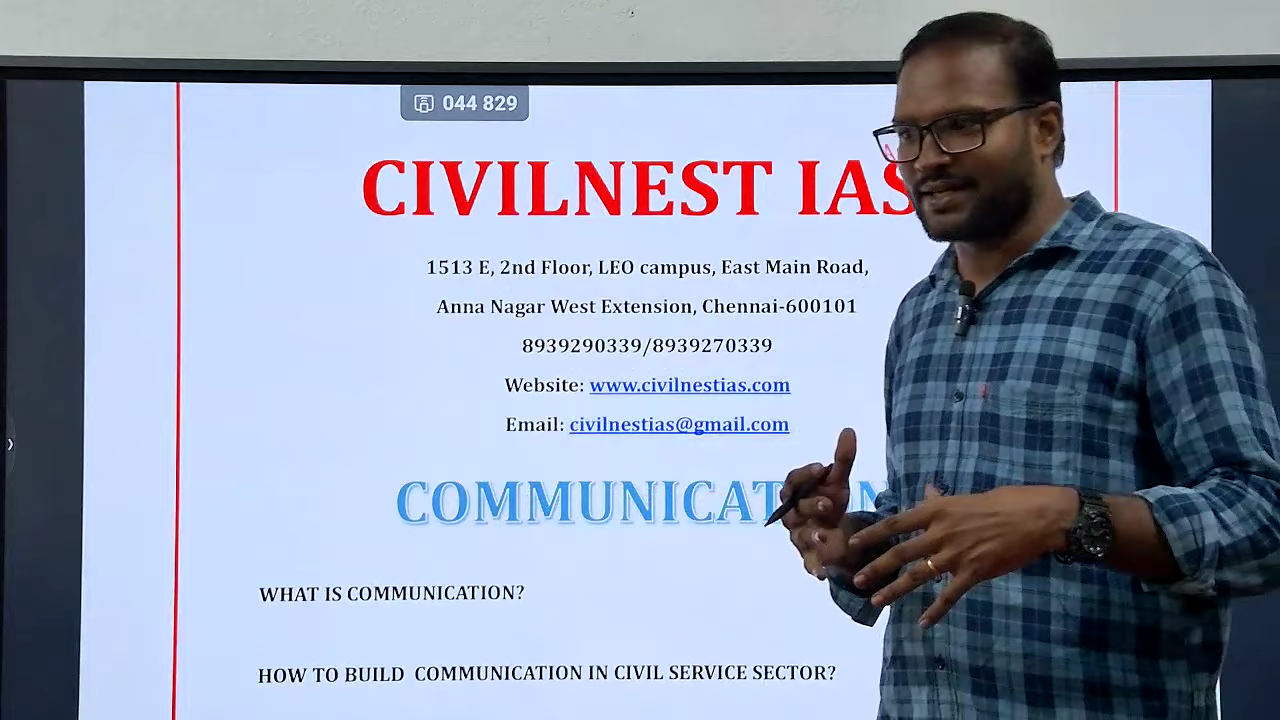 044 829
CIVILNEST IAS
1513 E, 2nd Floor, LEO campus, East Main Road,
Anna Nagar West Extension, Chennai-600101
8939290339/8939270339
Website: www.civilnestias.com
Email: civilnestias@gmail.com
COMMUNICATION
WHAT IS COMMUNICATION?
HOW TO BUILD COMMUNICATION IN CIVIL SERVICE SECTOR?